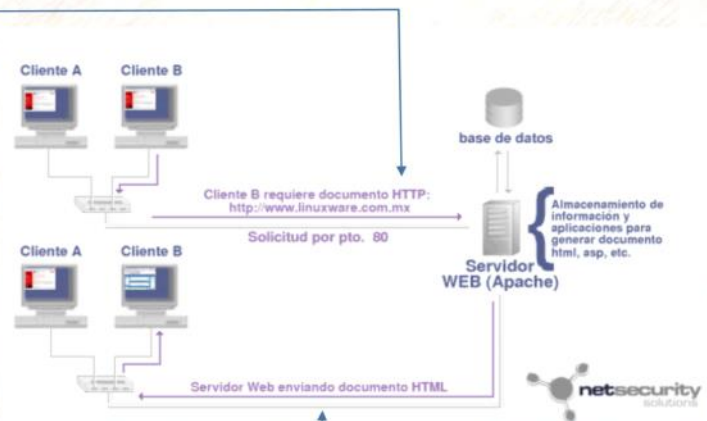 Cliente A
Cliente B
base de datos
Cliente B requiere documento HTTP:
http://www.linuxware.com.mx
Solicitud por pto. 80
Almacenamiento de
información y
aplicaciones para
generar documento
html, asp, etc.
Servidor
WEB (Apache)
Cliente A
Cliente B
Servidor Web enviando documento HTML
netsecurity
solutions